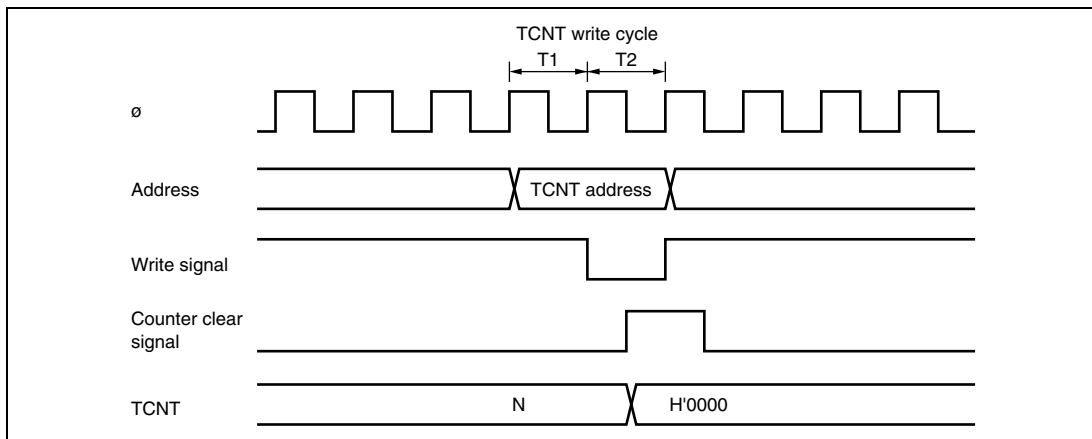 TCNT write cycle
T1 T2
ø
Address
TCNT address
Write signal
Counter clear
signal
TCNT
N
H'0000